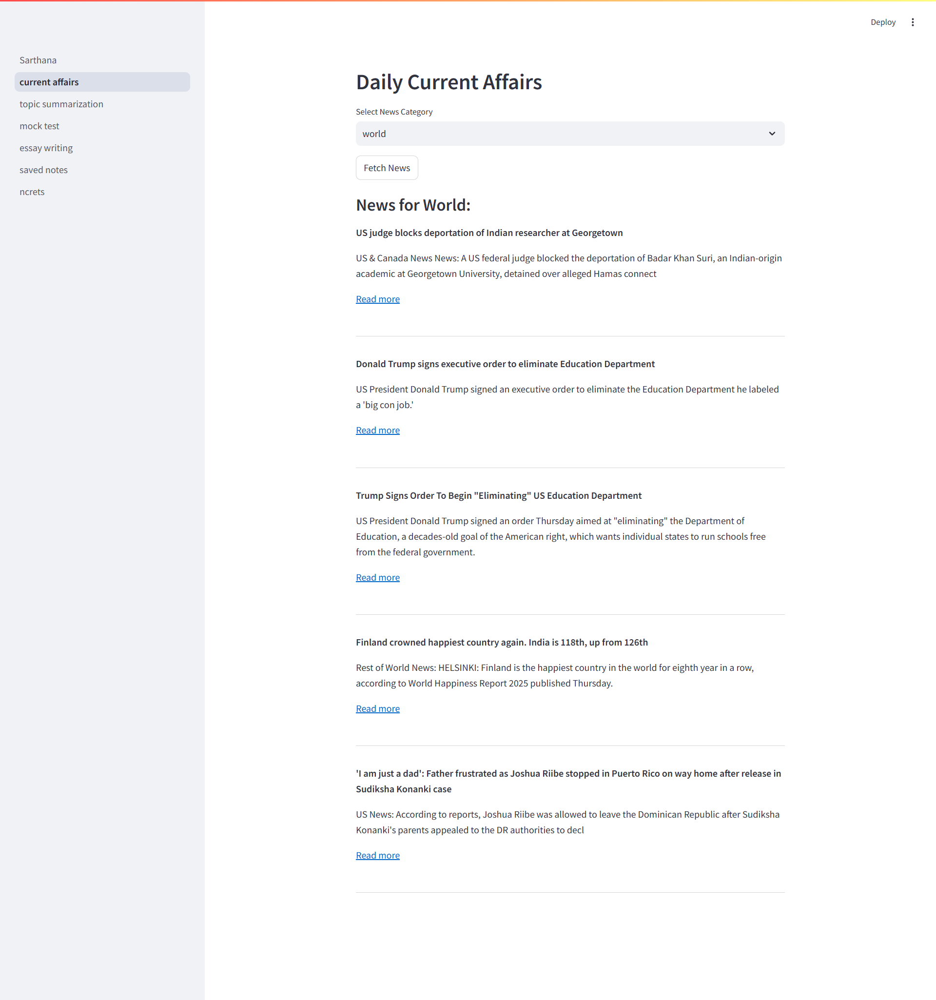 Deploy
Sarthana
current affairs
topic summarization
mock test
essay writing
saved notes
ncrets
Daily Current Affairs
Select News Category
world
Fetch News
News for World:
US judge blocks deportation of Indian researcher at Georgetown
US & Canada News News: A US federal judge blocked the deportation of Badar Khan Suri, an Indian-origin
academic at Georgetown University, detained over alleged Hamas connect
Read more
Donald Trump signs executive order to eliminate Education Department
US President Donald Trump signed an executive order to eliminate the Education Department he labeled
a 'big con job.'
Read more
Trump Signs Order To Begin "Eliminating" US Education Department
US President Donald Trump signed an order Thursday aimed at "eliminating" the Department of
Education, a decades-old goal of the American right, which wants individual states to run schools free
from the federal government.
Read more
Finland crowned happiest country again. India is 118th, up from 126th
Rest of World News: HELSINKI: Finland is the happiest country in the world for eighth year in a row,
according to World Happiness Report 2025 published Thursday.
Read more
'I am just a dad': Father frustrated as Joshua Riibe stopped in Puerto Rico on way home after release in
Sudiksha Konanki case
US News: According to reports, Joshua Riibe was allowed to leave the Dominican Republic after Sudiksha
Konanki's parents appealed to the DR authorities to decl
Read more